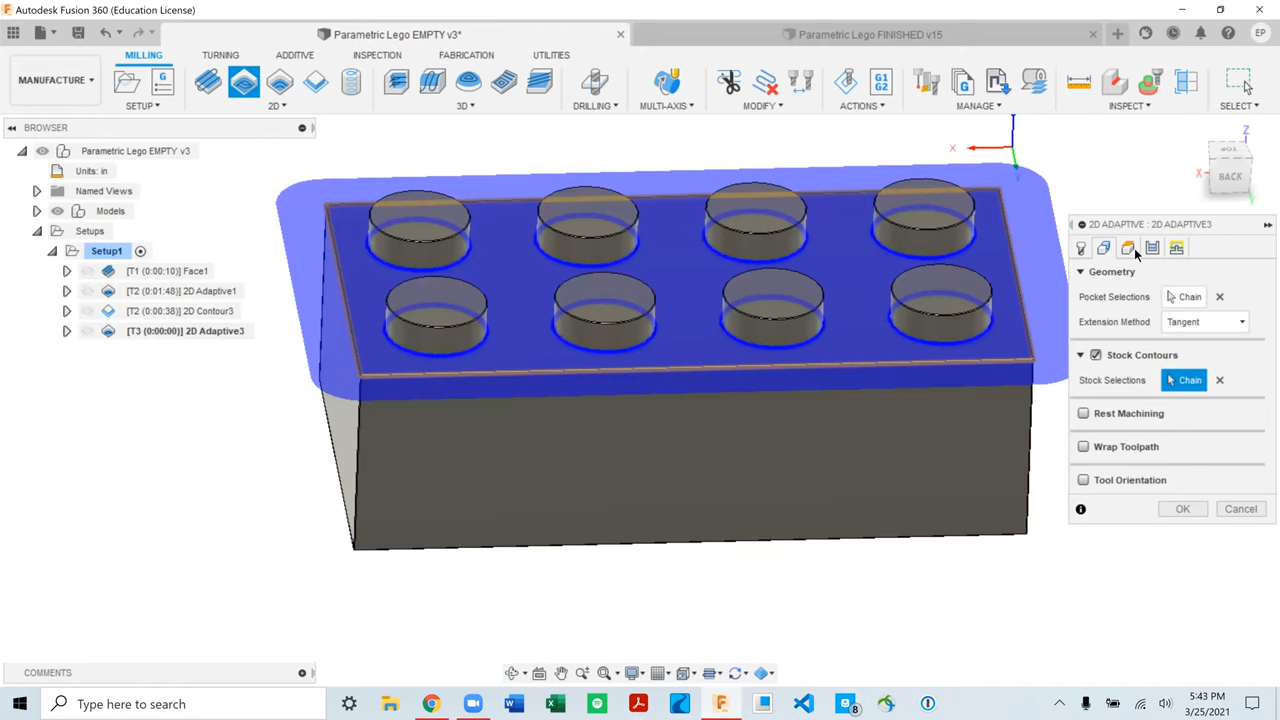 Autodesk Fusion 360 (Education License)
Parametric Lego EMPTY v3*
Parametric Lego FINISHED v15
EP
MANUFACTURE
MILLING
TURNING
ADDITIVE
INSPECTION
FABRICATION
UTILITIES
G
G1
G2
SETUP
2D
3D
DRILLING
MULTI-AXIS
MODIFY
ACTIONS
MANAGE
INSPECT
SELECT
BROWSER
Parametric Lego EMPTY v3
Units: in
Named Views
Models
Setups
Setup1
[T1 (0:00:10)] Face1
[T2 (0:01:48)] 2D Adaptive1
[T2 (0:00:38)] 2D Contour3
[T3 (0:00:00)] 2D Adaptive3
X
Y
Z
X
TOP
BACK
2D ADAPTIVE : 2D ADAPTIVE3
Geometry
Pocket Selections
Chain
Extension Method
Tangent
Stock Contours
Stock Selections
Chain
Rest Machining
Wrap Toolpath
Tool Orientation
OK
Cancel
COMMENTS
Type here to search
8
5:43 PM
3/25/2021